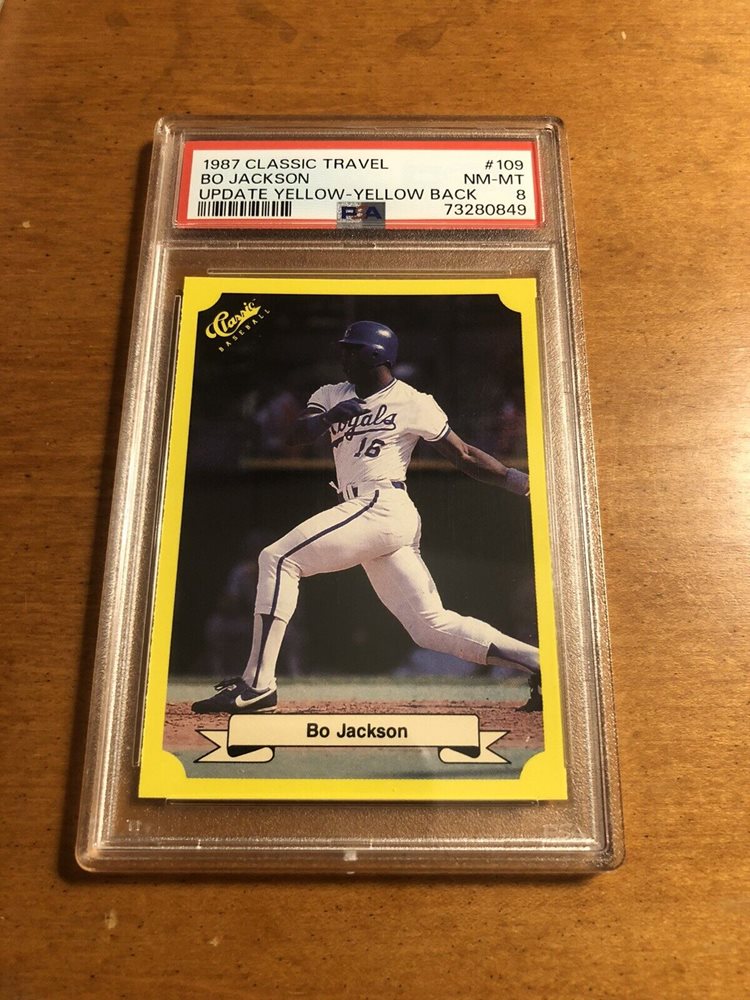 1987 CLASSIC TRAVEL #109
BO JACKSON NM-MT
UPDATE YELLOW-YELLOW BACK 8
PSA 73280849
Classic
BASEBALL
Royals
16
Bo Jackson